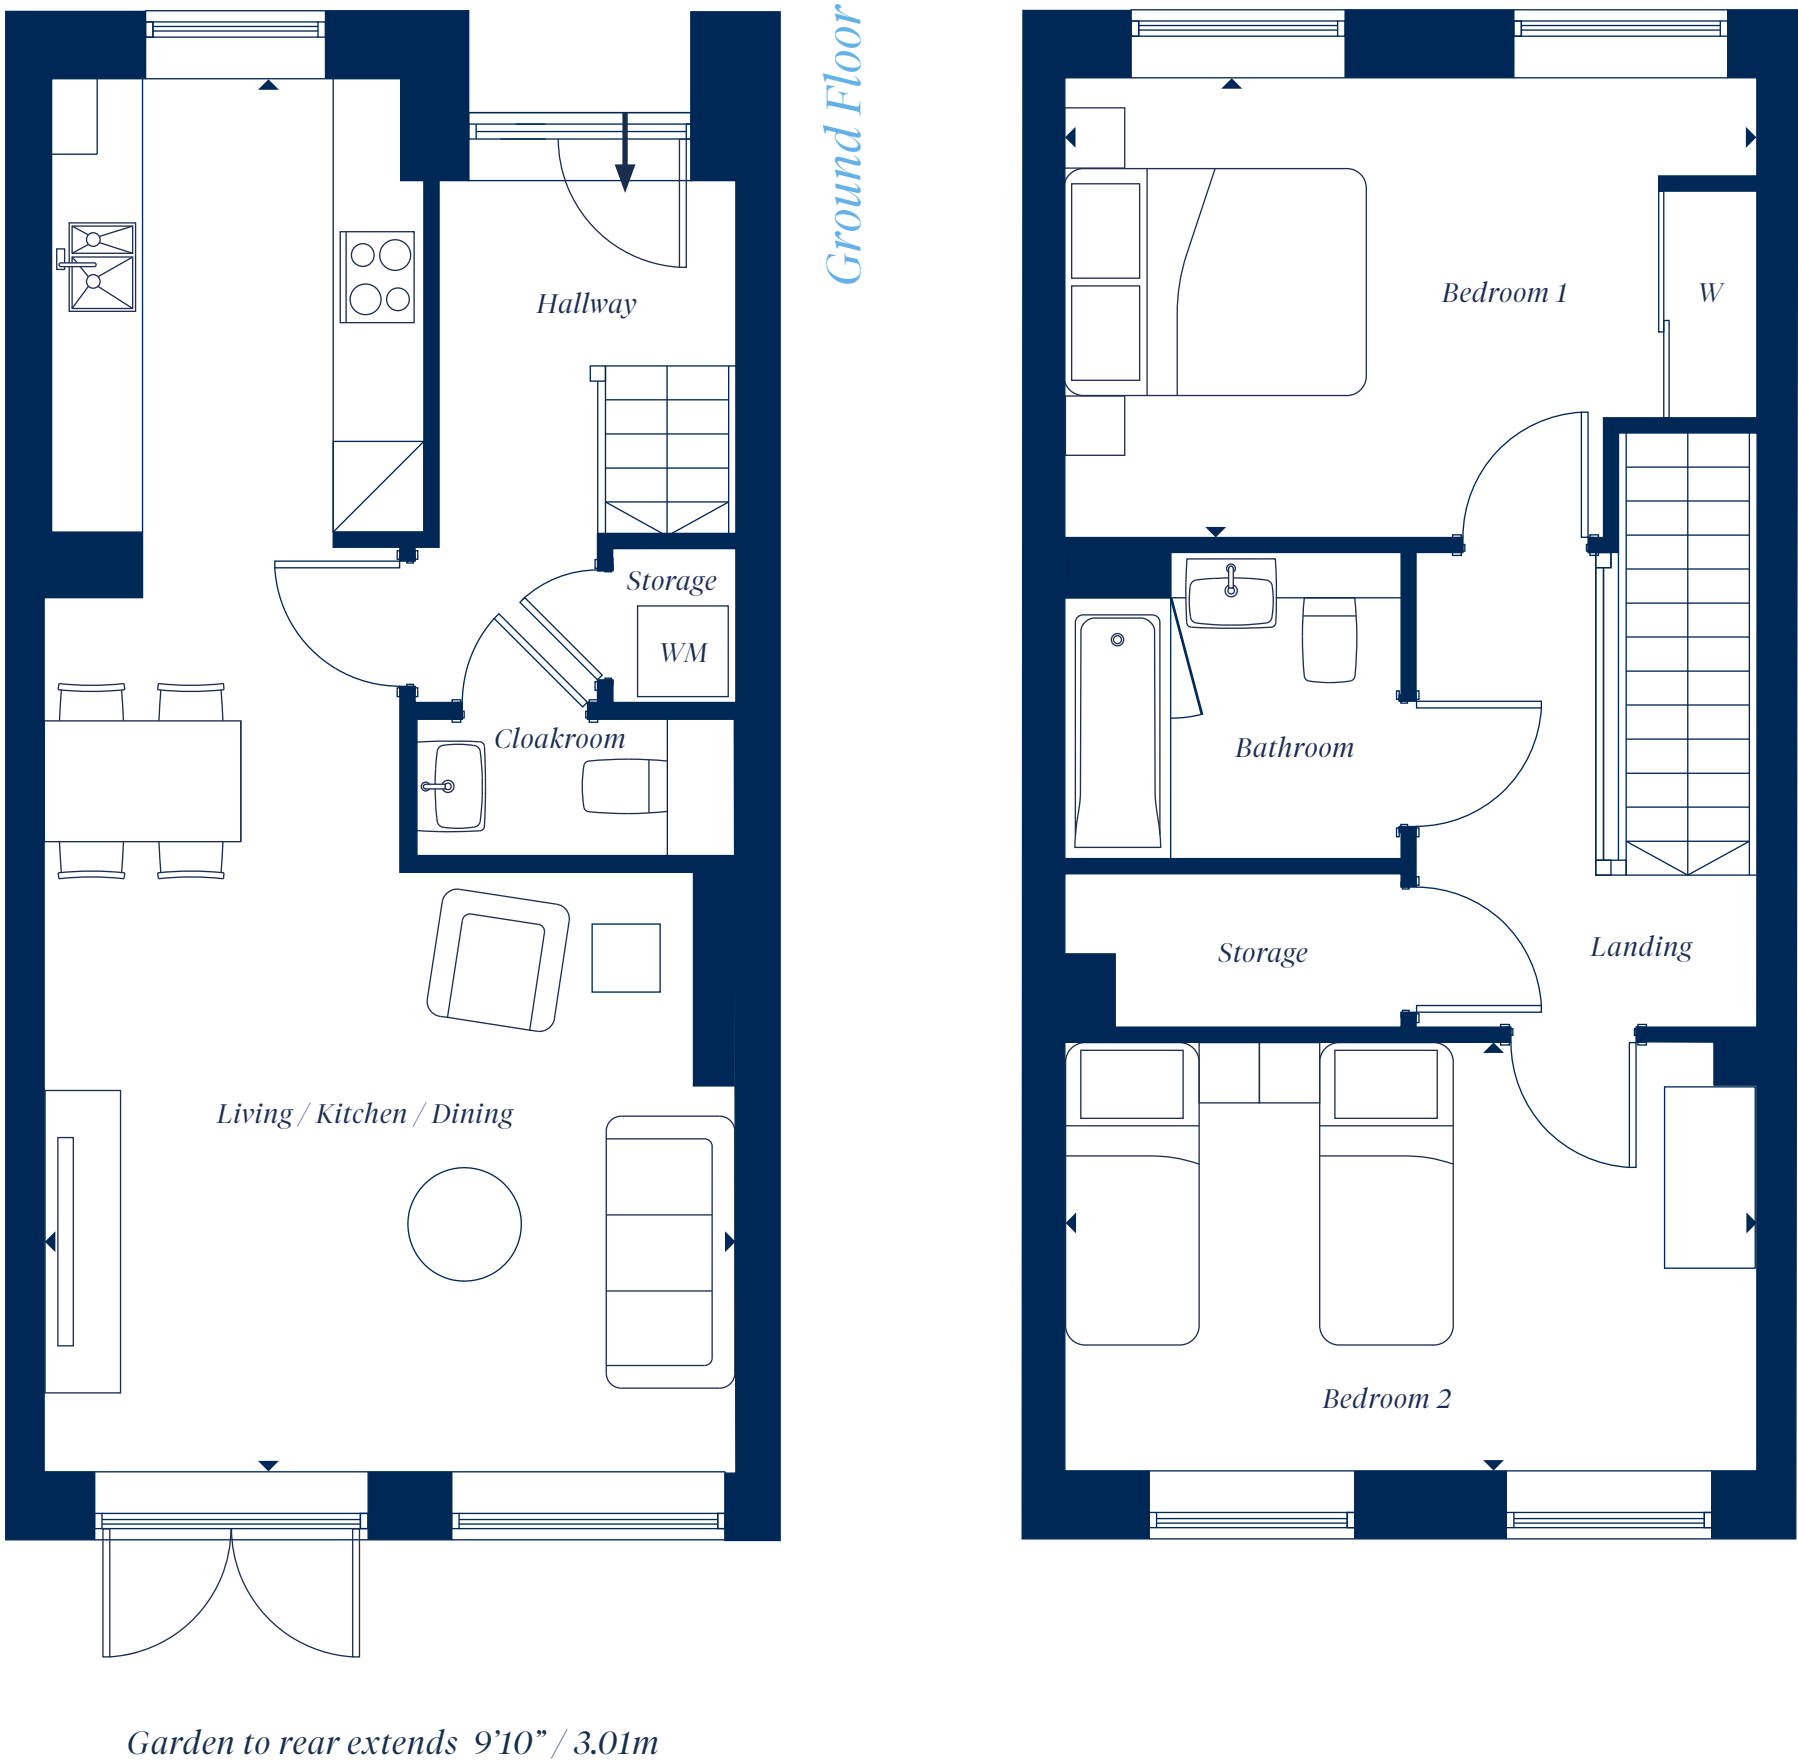 Ground Floor
Hallway
Storage
WM
Cloakroom
Living / Kitchen / Dining
Garden to rear extends 9’10” / 3.01m
Bedroom 1
W
Bathroom
Storage
Landing
Bedroom 2